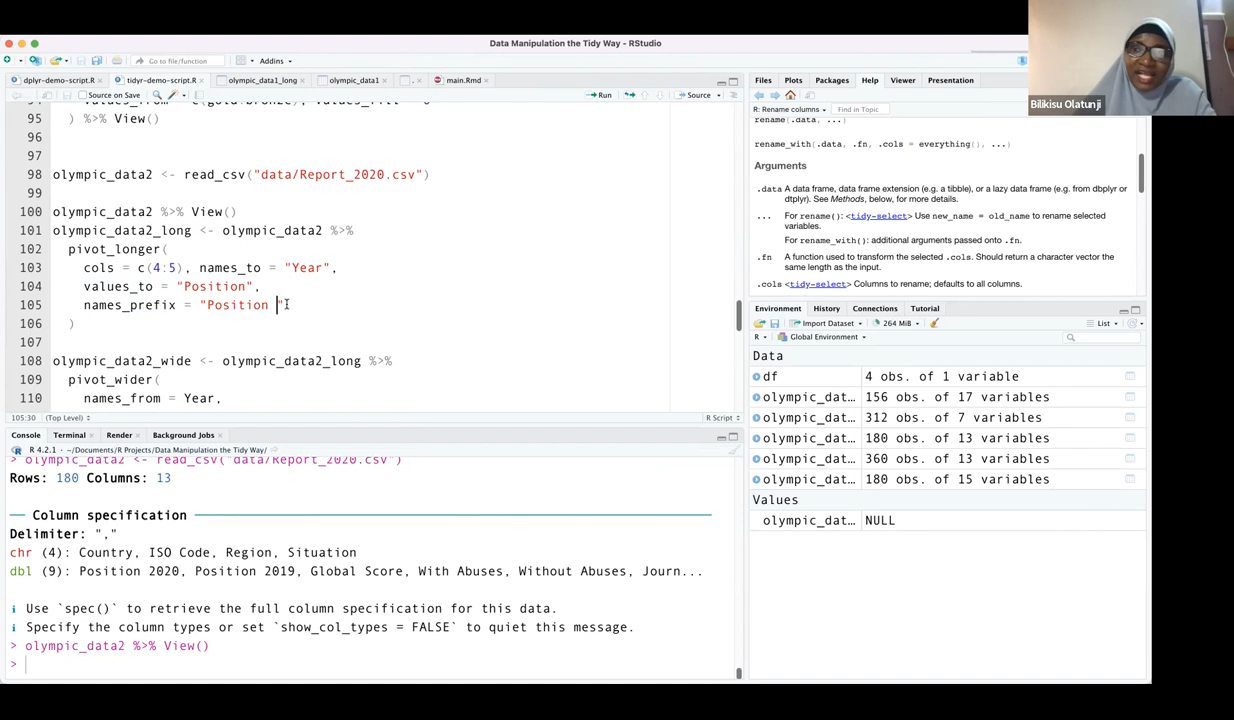 Data Manipulation the Tidy Way - RStudio
Go to file/function
Addins
dplyr-demo-script.R
tidyr-demo-script.R
olympic_data1_long
olympic_data1
.
main.Rmd
Source on Save
Run
Source
95 ) %>% View()
96
97
98 olympic_data2 <- read_csv("data/Report_2020.csv")
99
100 olympic_data2 %>% View()
101 olympic_data2_long <- olympic_data2 %>%
102 pivot_longer(
103 cols = c(4:5), names_to = "Year",
104 values_to = "Position",
105 names_prefix = "Position "
106 )
107
108 olympic_data2_wide <- olympic_data2_long %>%
109 pivot_wider(
110 names_from = Year,
105:30 (Top Level)
R Script
Console Terminal Render Background Jobs
R 4.2.1 · ~/Documents/R Projects/Data Manipulation the Tidy Way/
> olympic_data2 <- read_csv("data/Report_2020.csv")
Rows: 180 Columns: 13
── Column specification ──
Delimiter: ","
chr (4): Country, ISO Code, Region, Situation
dbl (9): Position 2020, Position 2019, Global Score, With Abuses, Without Abuses, Journ...
ℹ Use `spec()` to retrieve the full column specification for this data.
ℹ Specify the column types or set `show_col_types = FALSE` to quiet this message.
> olympic_data2 %>% View()
>
Files Plots Packages Help Viewer Presentation
R: Rename columns
Find in Topic
rename(.data, ...)
rename_with(.data, .fn, .cols = everything(), ...)
Arguments
.data A data frame, data frame extension (e.g. a tibble), or a lazy data frame (e.g. from dbplyr or
dtplyr). See Methods, below, for more details.
... For rename(): <tidy-select> Use new_name = old_name to rename selected
variables.
For rename_with(): additional arguments passed onto .fn.
.fn A function used to transform the selected .cols. Should return a character vector the
same length as the input.
.cols <tidy-select> Columns to rename; defaults to all columns.
Environment History Connections Tutorial
Import Dataset
264 MiB
List
R
Global Environment
Data
df 4 obs. of 1 variable
olympic_dat… 156 obs. of 17 variables
olympic_dat… 312 obs. of 7 variables
olympic_dat… 180 obs. of 13 variables
olympic_dat… 360 obs. of 13 variables
olympic_dat… 180 obs. of 15 variables
Values
olympic_dat… NULL
Bilikisu Olatunji